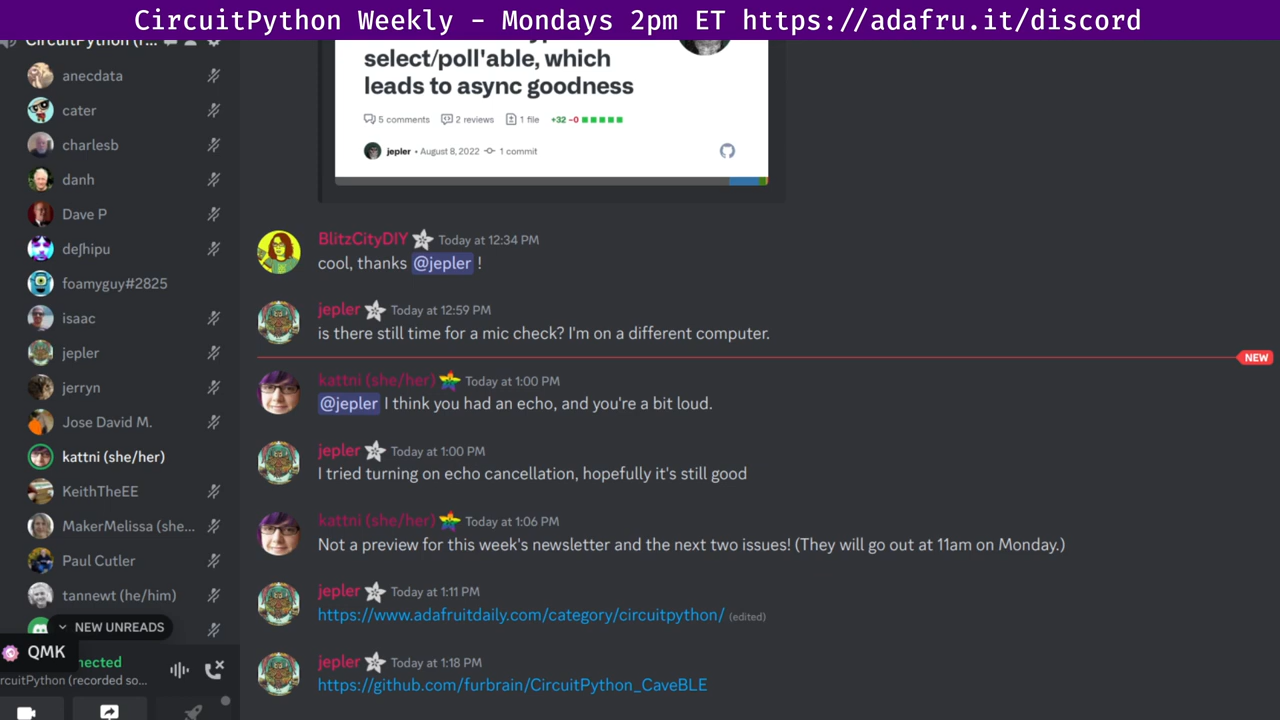 CircuitPython Weekly - Mondays 2pm ET https://adafru.it/discord
CircuitPython (r...
anecdata
cater
charlesb
danh
Dave P
deʃhipu
foamyguy#2825
isaac
jepler
jerryn
Jose David M.
kattni (she/her)
KeithTheEE
MakerMelissa (she...
Paul Cutler
tannewt (he/him)
NEW UNREADS
QMK
nected
rcuitPython (recorded so...
select/poll'able, which
leads to async goodness
5 comments 2 reviews 1 file +32 -0
jepler • August 8, 2022 1 commit
BlitzCityDIY Today at 12:34 PM
cool, thanks @jepler !
jepler Today at 12:59 PM
is there still time for a mic check? I'm on a different computer.
NEW
kattni (she/her) Today at 1:00 PM
@jepler I think you had an echo, and you're a bit loud.
jepler Today at 1:00 PM
I tried turning on echo cancellation, hopefully it's still good
kattni (she/her) Today at 1:06 PM
Not a preview for this week's newsletter and the next two issues! (They will go out at 11am on Monday.)
jepler Today at 1:11 PM
https://www.adafruitdaily.com/category/circuitpython/ (edited)
jepler Today at 1:18 PM
https://github.com/furbrain/CircuitPython_CaveBLE